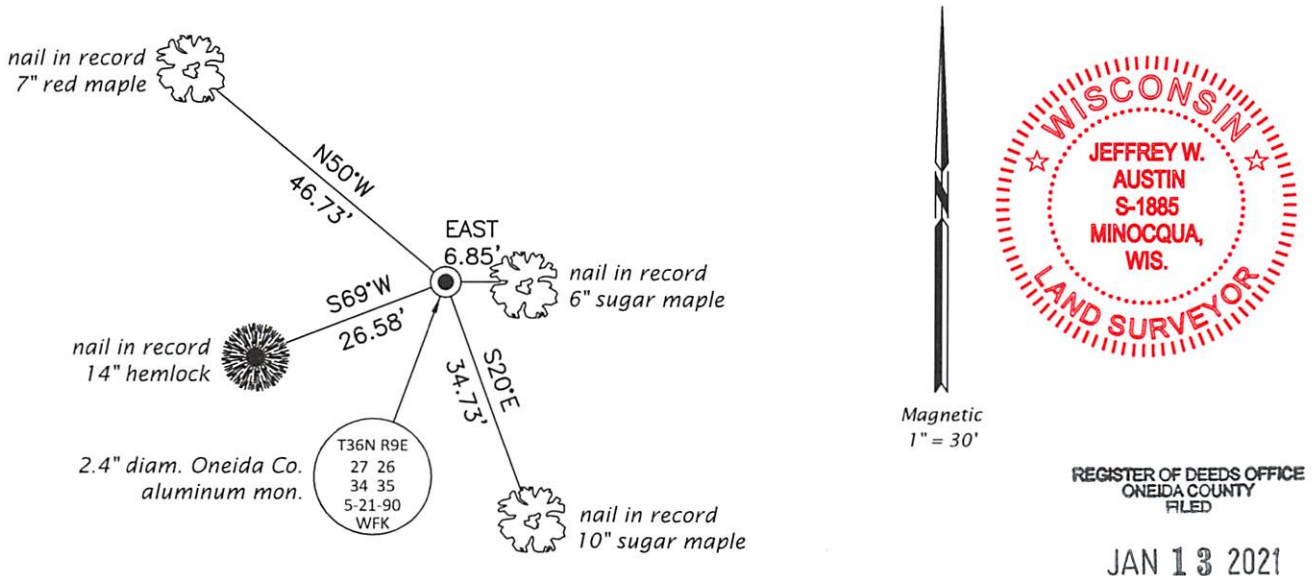 nail in record
7" red maple
N50°W
46.73'
EAST
6.85'
nail in record
6" sugar maple
S69°W
26.58'
nail in record
14" hemlock
S20°E
34.73'
2.4" diam. Oneida Co.
aluminum mon.
T36N R9E
27 26
34 35
5-21-90
WFK
nail in record
10" sugar maple
N
Magnetic
1" = 30'
WISCONSIN
JEFFREY W.
AUSTIN
S-1885
MINOCQUA,
WIS.
LAND SURVEYOR
REGISTER OF DEEDS OFFICE
ONEIDA COUNTY
FILED
JAN 13 2021